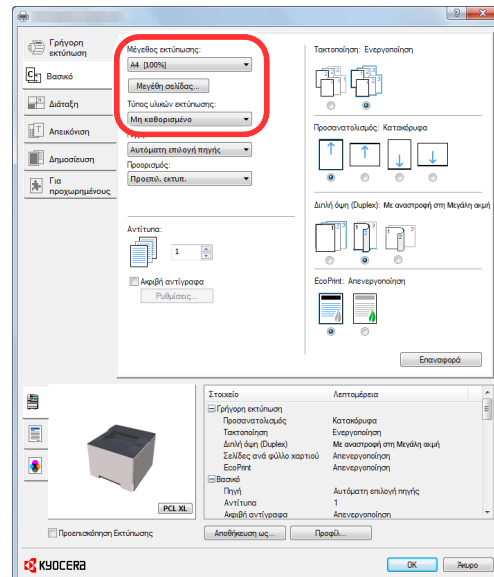 Γρήγορη
εκτύπωση
Βασικό
Διάταξη
Απεικόνιση
Δημοσίευση
Για
προχωρημένους
Μέγεθος εκτύπωσης:
A4 [100%]
Μεγέθη σελίδας...
Τύπος υλικών εκτύπωσης:
Μη καθορισμένο
Αυτόματη επιλογή πηγής
Προορισμός:
Προεπιλ. εκτυπ.
Αντίτυπα:
1
Ακριβή αντίγραφα
Ρυθμίσεις...
Τακτοποίηση: Ενεργοποίηση
Προσανατολισμός: Κατακόρυφα
Διπλή όψη (Duplex): Με αναστροφή στη Μεγάλη ακμή
EcoPrint: Απενεργοποίηση
Επαναφορά
Στοιχείο Λεπτομέρεια
Γρήγορη εκτύπωση
Προσανατολισμός Κατακόρυφα
Τακτοποίηση Ενεργοποίηση
Διπλή όψη (Duplex) Με αναστροφή στη Μεγάλη ακμή
Σελίδες ανά φύλλο χαρτιού Απενεργοποίηση
EcoPrint Απενεργοποίηση
Βασικό
Πηγή Αυτόματη επιλογή πηγής
Αντίτυπα 1
Ακριβή αντίγραφα Απενεργοποίηση
PCL XL
Προεπισκόπηση Εκτύπωσης
Αποθήκευση ως...
Προφίλ...
KYOCERA
OK
Άκυρο